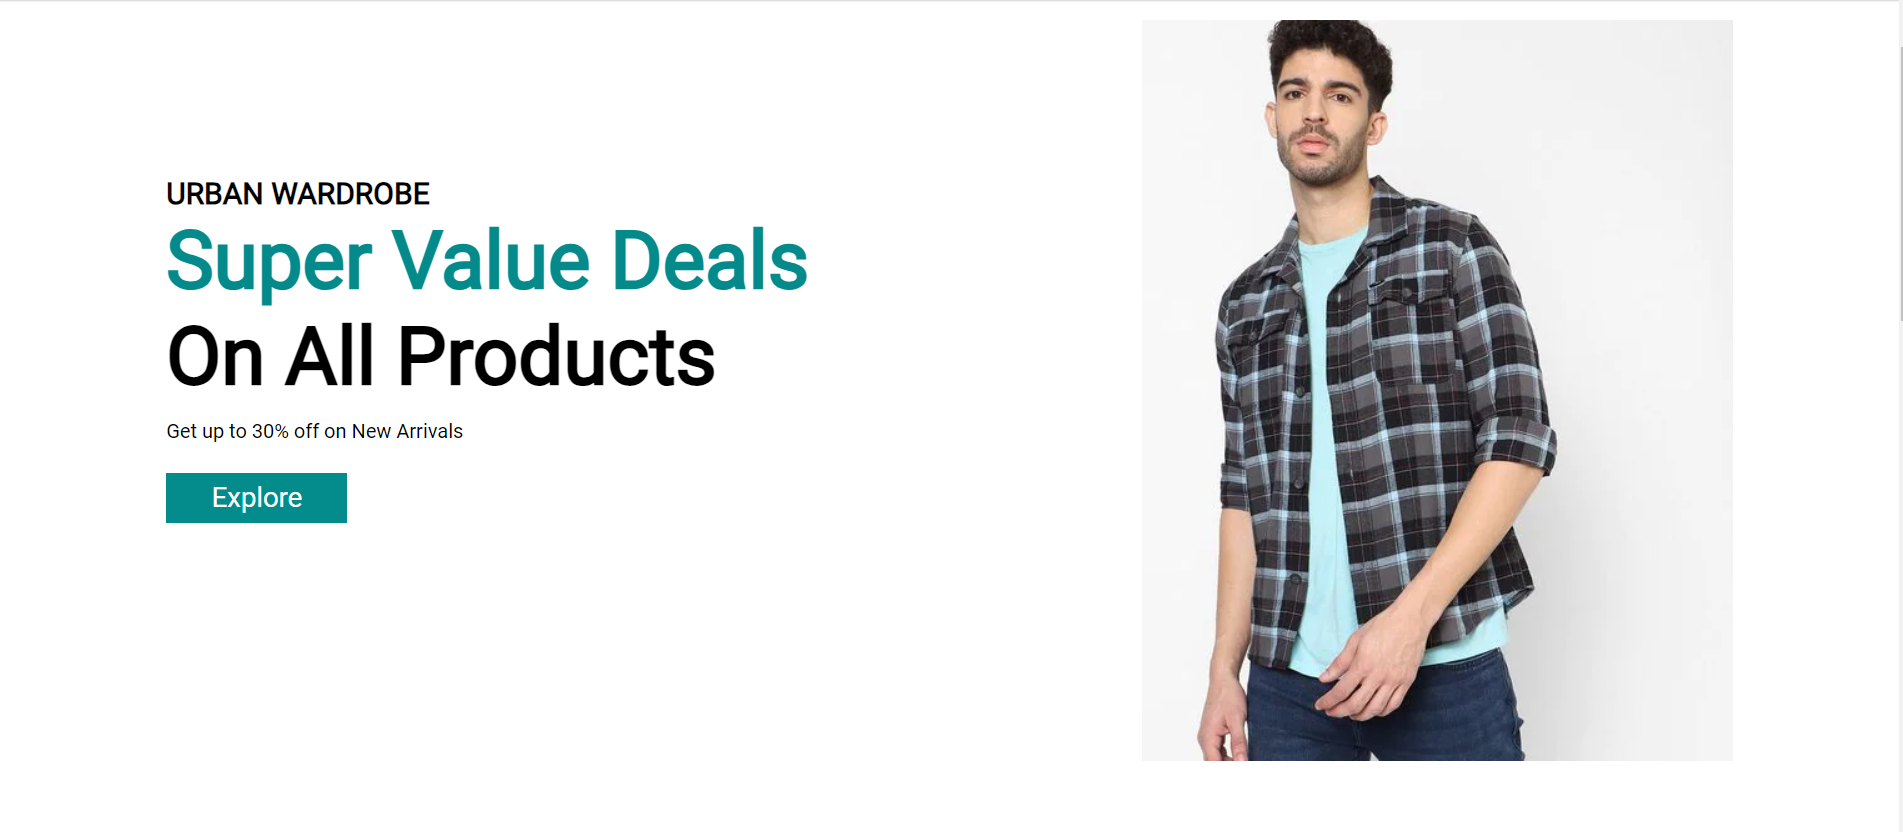 URBAN WARDROBE
Super Value Deals
On All Products
Get up to 30% off on New Arrivals
Explore